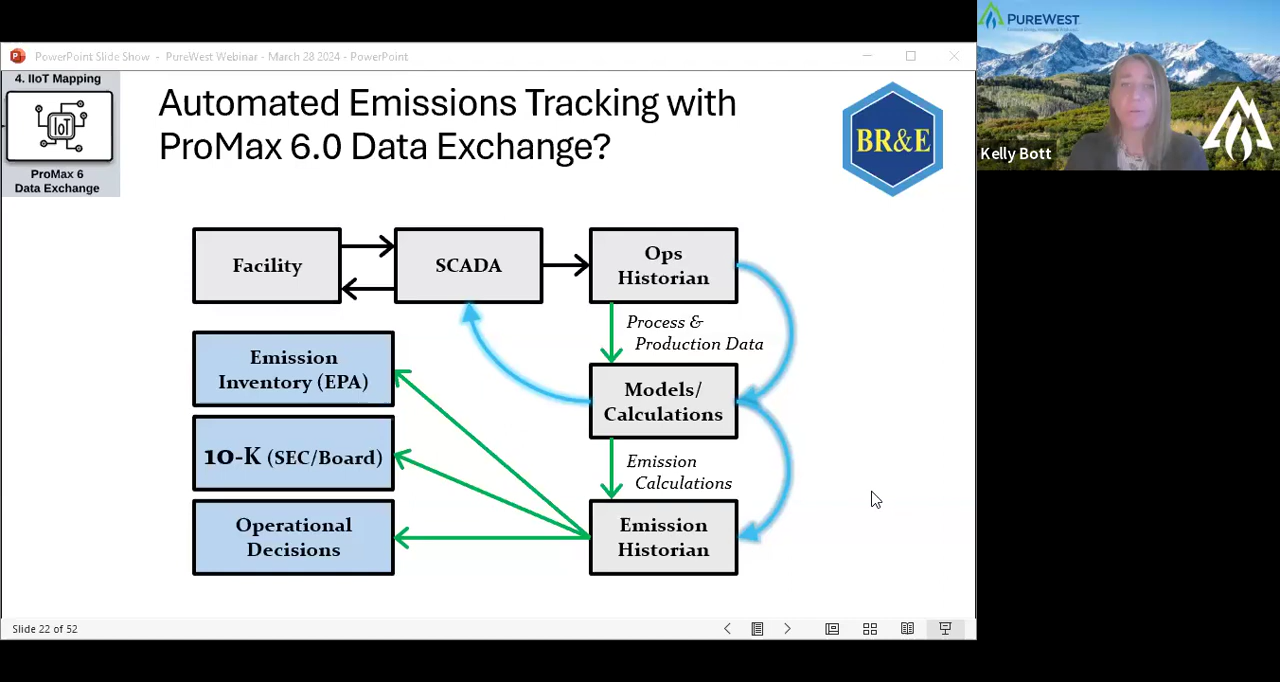 PowerPoint Slide Show - PureWest Webinar - March 28 2024 - PowerPoint
4. IIoT Mapping
IoT
ProMax 6
Data Exchange
Automated Emissions Tracking with
ProMax 6.0 Data Exchange?
BR&E
PUREWEST
Kelly Bott
Facility
SCADA
Ops
Historian
Process &
Production Data
Emission
Inventory (EPA)
Models/
Calculations
10-K (SEC/Board)
Emission
Calculations
Operational
Decisions
Emission
Historian
Slide 22 of 52